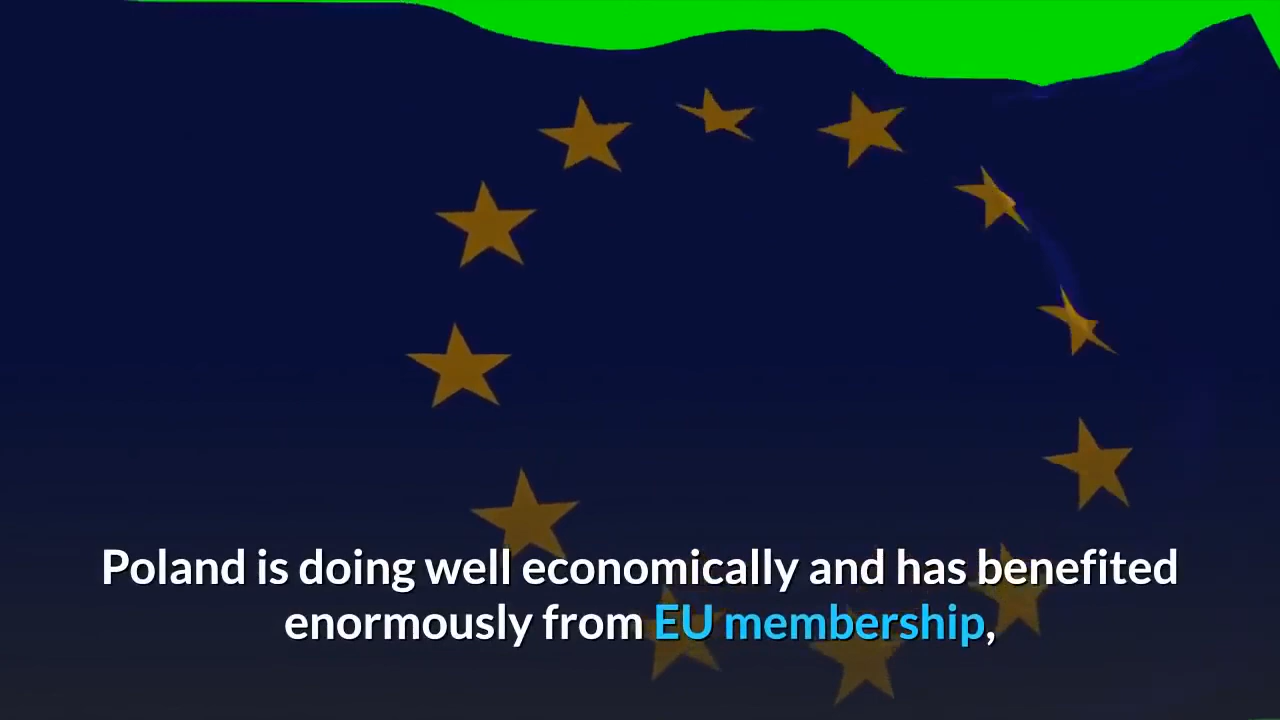 Poland is doing well economically and has benefited
enormously from EU membership,